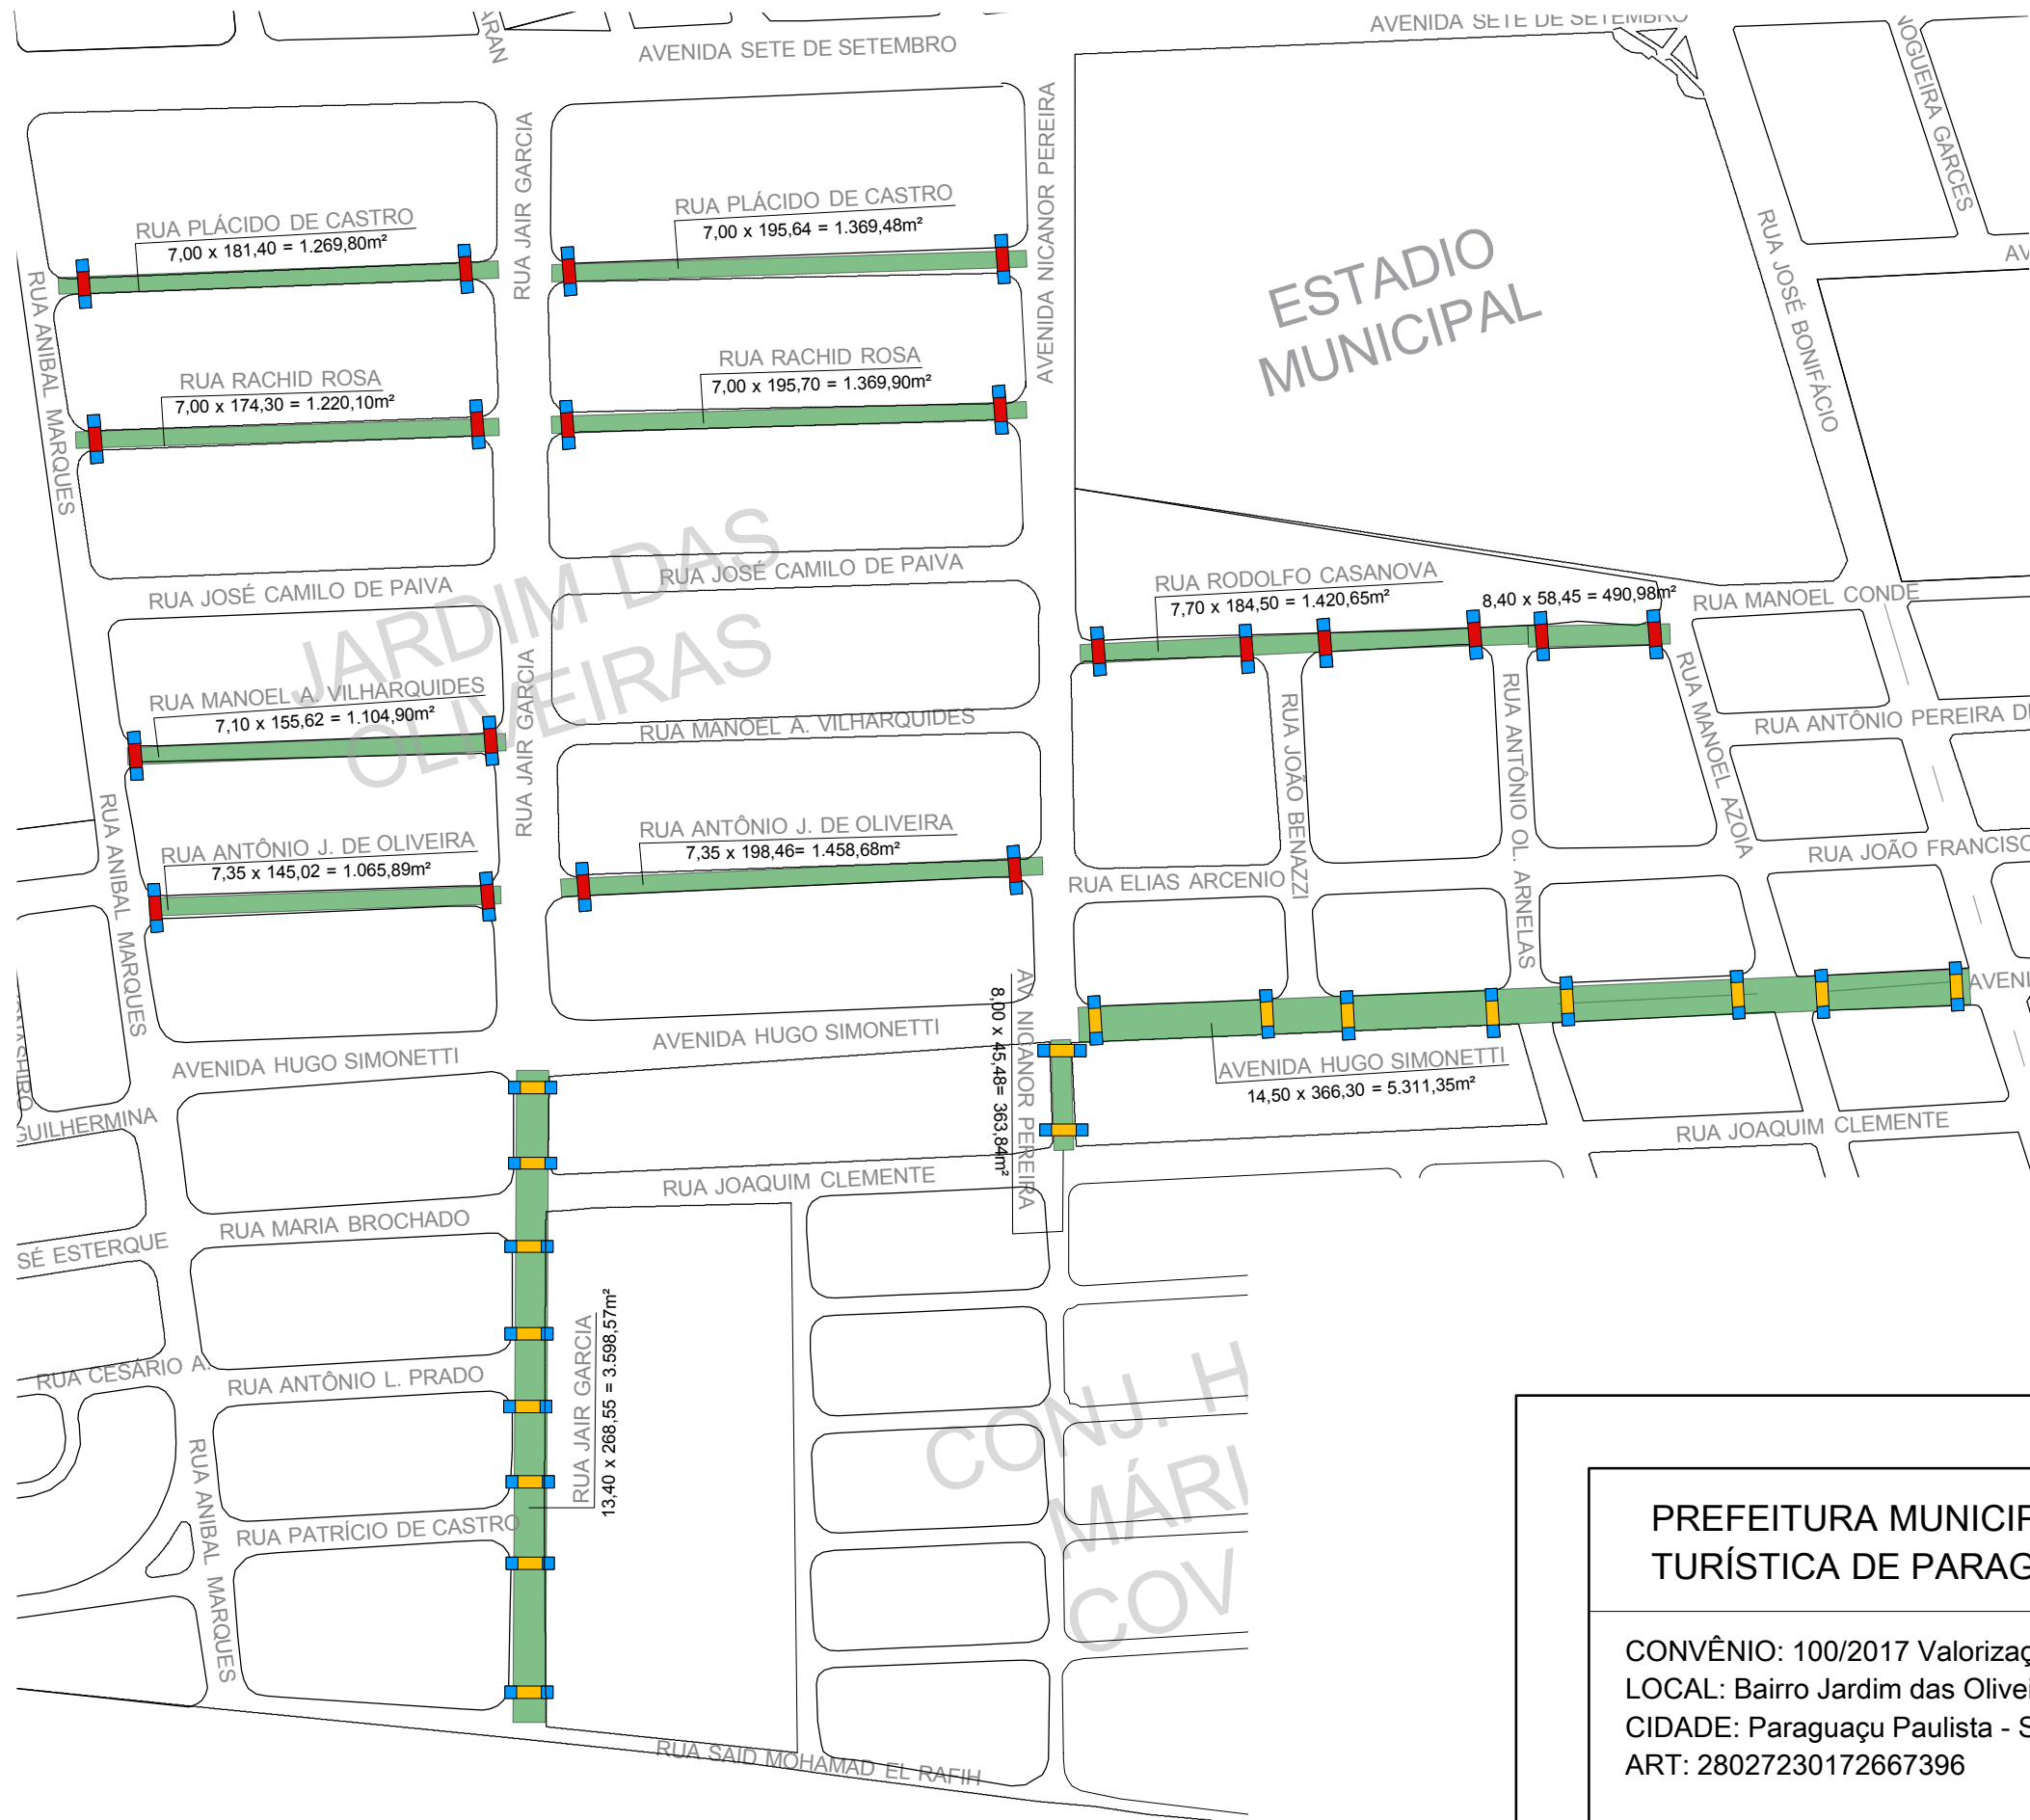 AVENIDA SETE DE SETEMBRO
AVENIDA SETE DE SETEMBRO
NOGUEIRA GARCES
RUA JAIR GARCIA
AVENIDA NICANOR PEREIRA
RUA PLÁCIDO DE CASTRO
7,00 x 181,40 = 1.269,80m²
RUA PLÁCIDO DE CASTRO
7,00 x 195,64 = 1.369,48m²
ESTADIO
MUNICIPAL
RUA JOSÉ BONIFÁCIO
AV
RUA ANIBAL MARQUES
RUA RACHID ROSA
7,00 x 174,30 = 1.220,10m²
RUA RACHID ROSA
7,00 x 195,70 = 1.369,90m²
JARDIM DAS
OLIVEIRAS
RUA JOSÉ CAMILO DE PAIVA
RUA JOSÉ CAMILO DE PAIVA
RUA RODOLFO CASANOVA
7,70 x 184,50 = 1.420,65m²
8,40 x 58,45 = 490,98m²
RUA MANOEL CONDE
RUA MANOEL A. VILHARQUIDES
7,10 x 155,62 = 1.104,90m²
RUA JAIR GARCIA
RUA MANOEL A. VILHARQUIDES
RUA JOÃO BENAZZI
RUA ANTÔNIO OL. ARNELAS
RUA MANOEL AZOIA
RUA ANTÔNIO PEREIRA D
RUA ANIBAL MARQUES
RUA ANTÔNIO J. DE OLIVEIRA
7,35 x 145,02 = 1.065,89m²
RUA ANTÔNIO J. DE OLIVEIRA
7,35 x 198,46= 1.458,68m²
RUA ELIAS ARCENIO
RUA JOÃO FRANCISC
AVENIDA HUGO SIMONETTI
AVENIDA HUGO SIMONETTI
AV. NICANOR PEREIRA
8,00 x 45,48= 363,84m²
AVENIDA HUGO SIMONETTI
14,50 x 366,30 = 5.311,35m²
AVENI
GUILHERMINA
RUA JOAQUIM CLEMENTE
RUA JOAQUIM CLEMENTE
RUA MARIA BROCHADO
SÉ ESTERQUE
RUA CESÁRIO A.
RUA ANTÔNIO L. PRADO
RUA JAIR GARCIA
13,40 x 268,55 = 3.598,57m²
RUA ANIBAL MARQUES
RUA PATRÍCIO DE CASTRO
CONJ. H
MÁRI
COV
RUA SAID MOHAMAD EL RAFIH
PREFEITURA MUNICIP
TURÍSTICA DE PARAG
CONVÊNIO: 100/2017 Valorizaç
LOCAL: Bairro Jardim das Olivei
CIDADE: Paraguaçu Paulista - S
ART: 28027230172667396